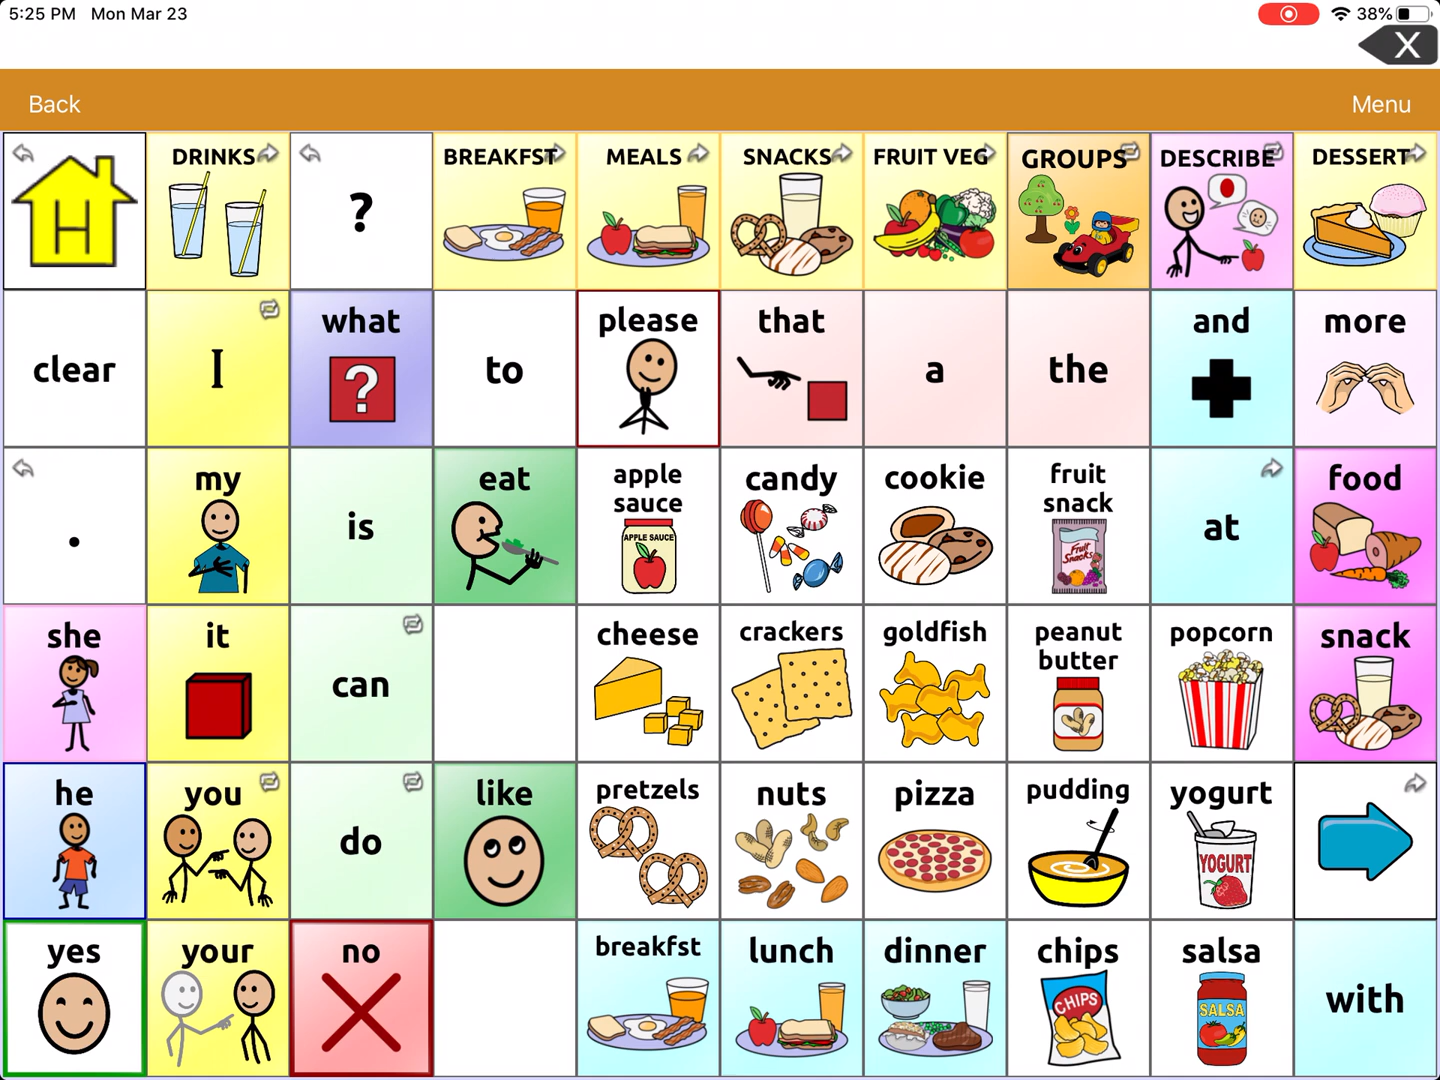 5:25 PM Mon Mar 23 38%
X
Back Menu
H
DRINKS
?
BREAKFST
MEALS
SNACKS
FRUIT VEG
GROUPS
DESCRIBE
DESSERT
clear
I
what
?
to
please
that
a
the
and
more
.
my
is
eat
apple
sauce
APPLE SAUCE
candy
cookie
fruit
snack
Fruit
Snacks
at
food
she
it
can
cheese
crackers
goldfish
peanut
butter
popcorn
snack
he
you
do
like
pretzels
nuts
pizza
pudding
yogurt
YOGURT
yes
your
no
breakfst
lunch
dinner
chips
CHIPS
salsa
SALSA
with